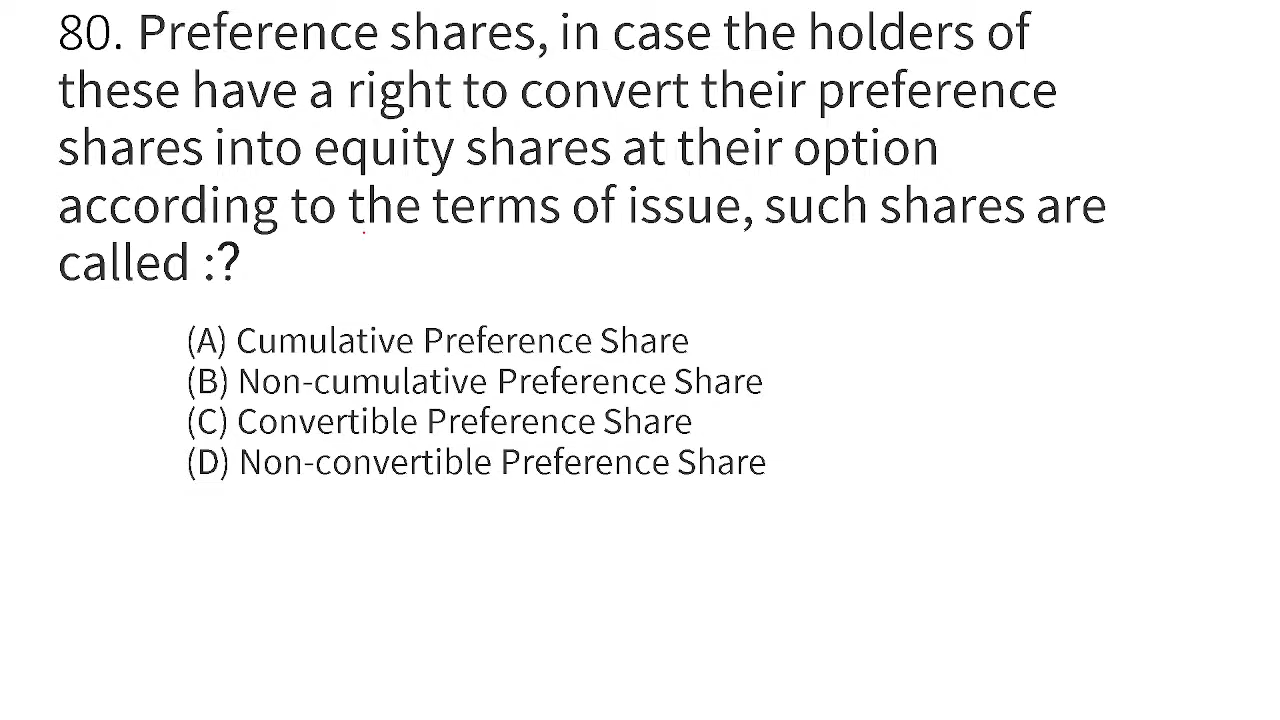 80. Preference shares, in case the holders of
these have a right to convert their preference
shares into equity shares at their option
according to the terms of issue, such shares are
called :?
(A) Cumulative Preference Share
(B) Non-cumulative Preference Share
(C) Convertible Preference Share
(D) Non-convertible Preference Share